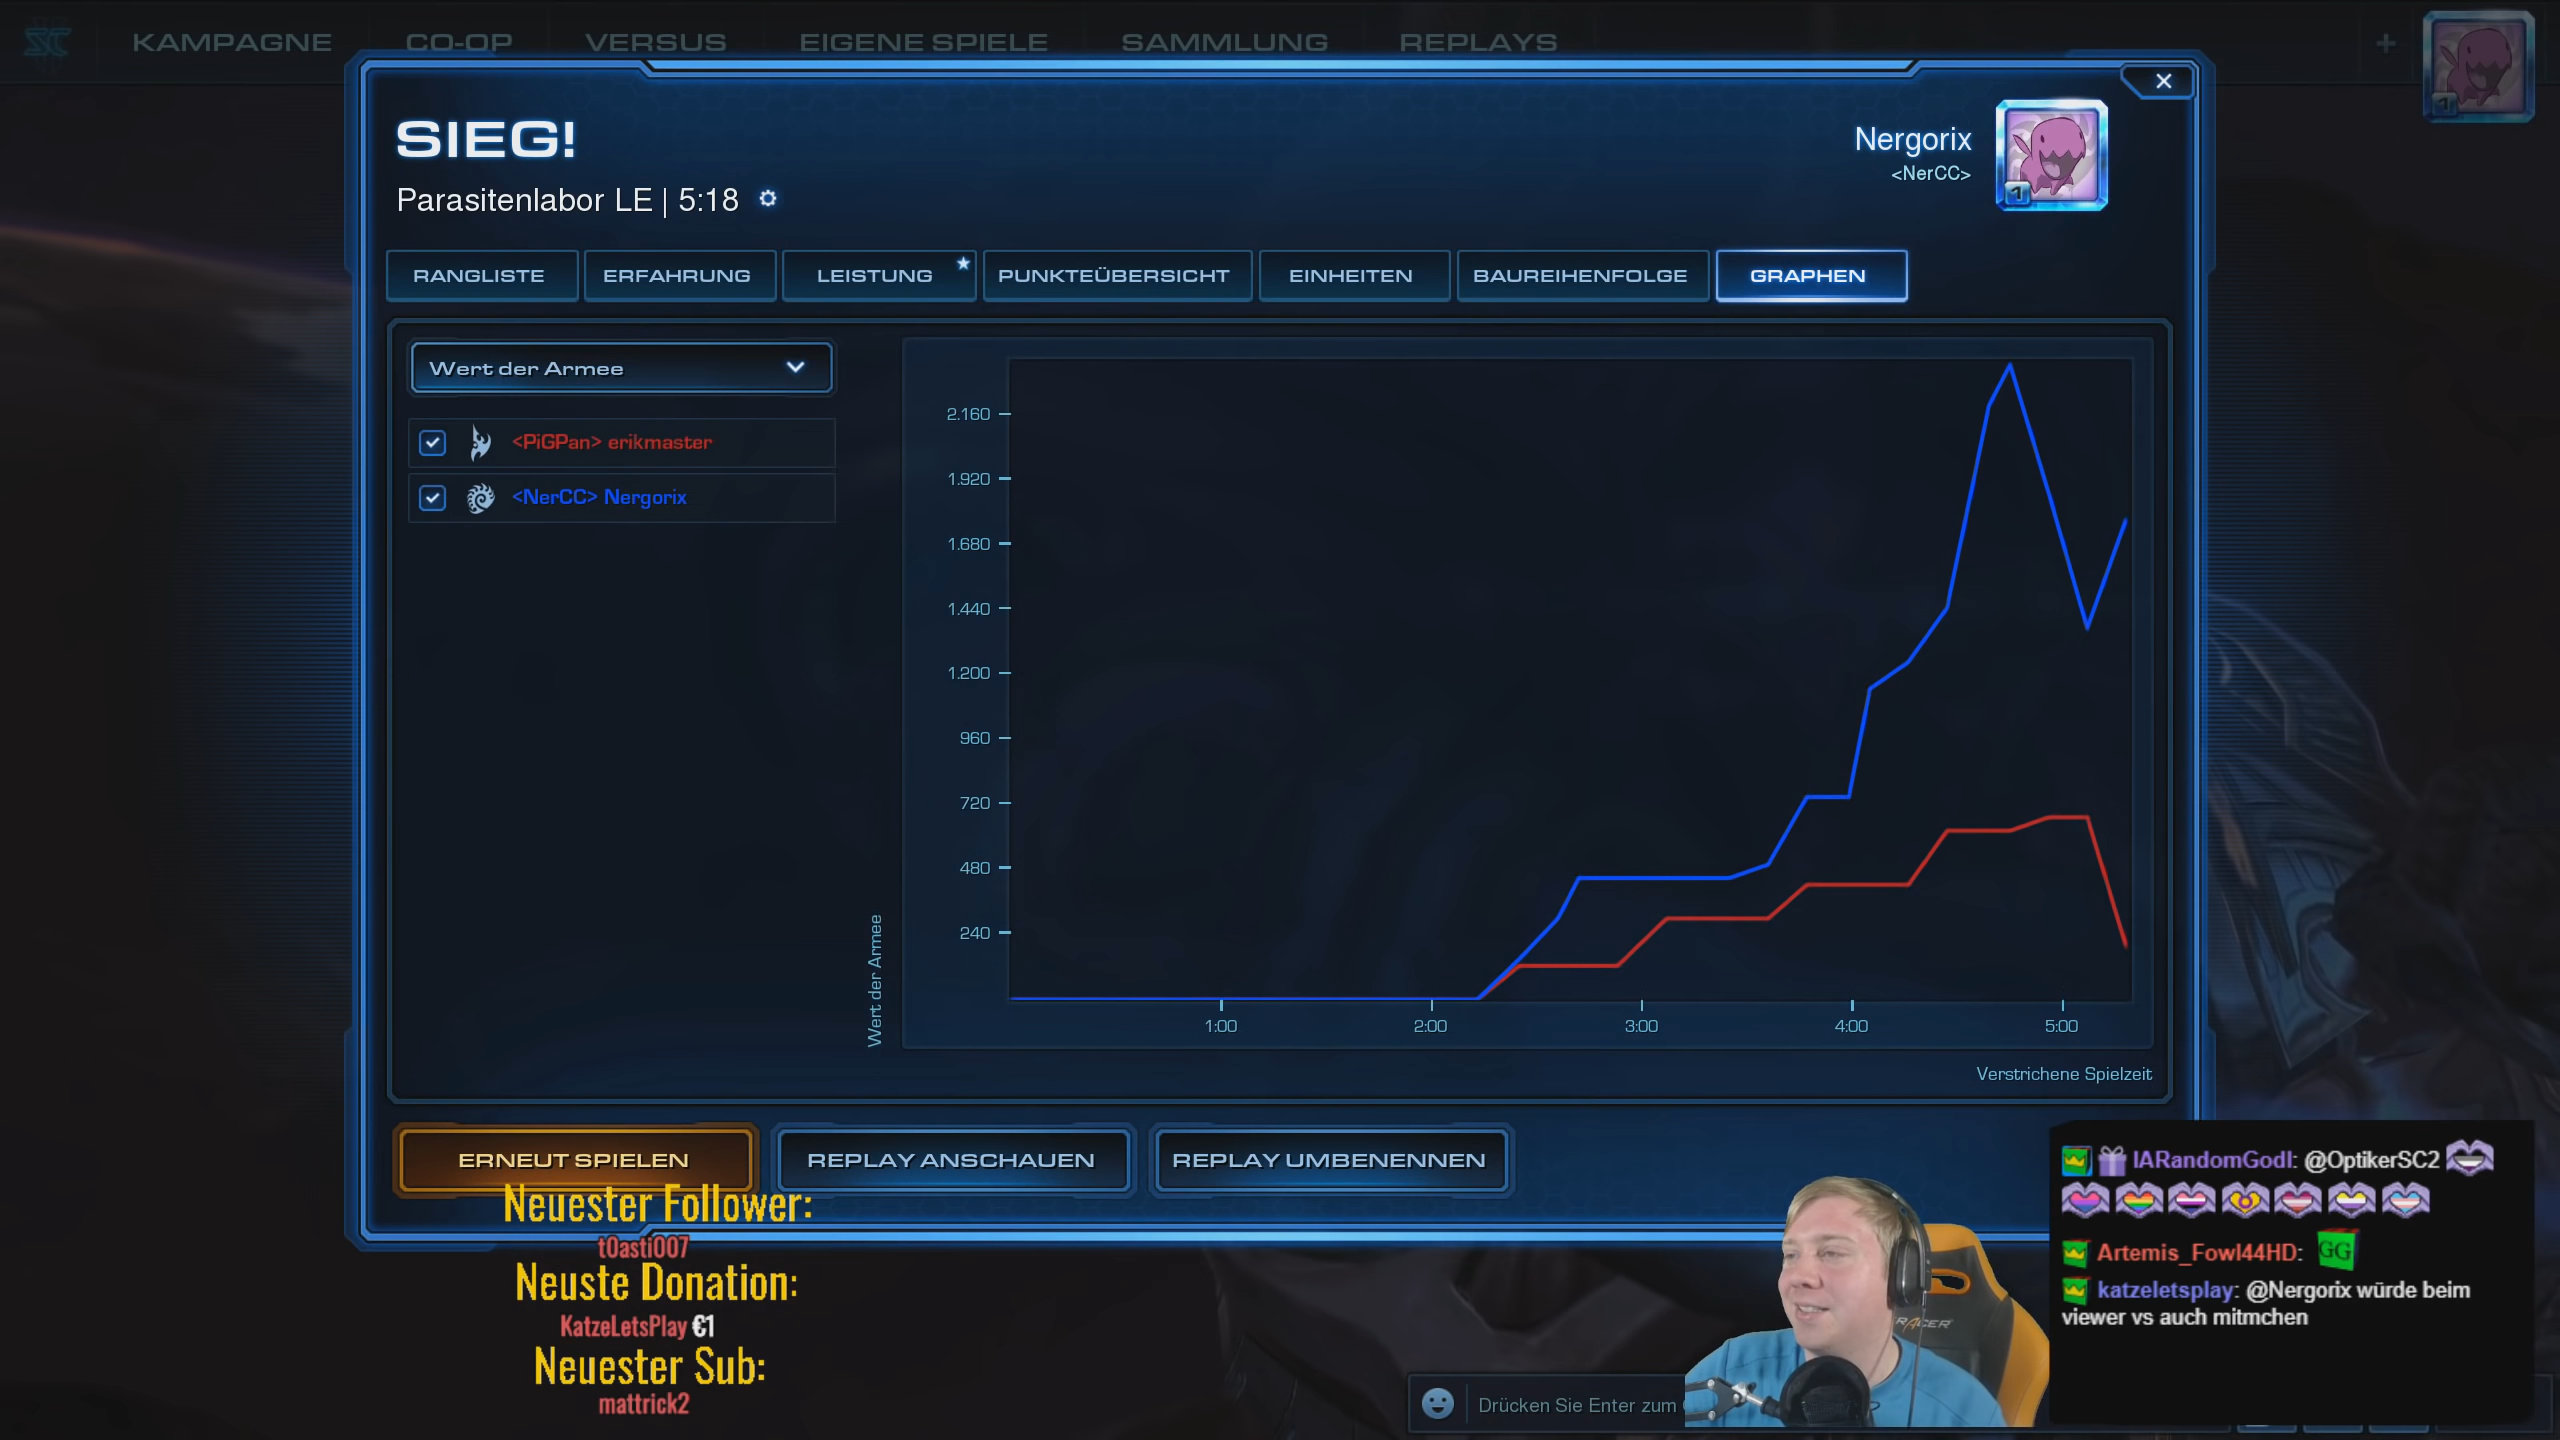 KAMPAGNE CO-OP VERSUS EIGENE SPIELE SAMMLUNG REPLAYS
SIEG!
Parasitenlabor LE | 5:18
Nergorix
<NerCC>
1
1
RANGLISTE ERFAHRUNG LEISTUNG PUNKTEÜBERSICHT EINHEITEN BAUREIHENFOLGE GRAPHEN
Wert der Armee
<PiGPan> erikmaster
<NerCC> Nergorix
2.160
1.920
1.680
1.440
1.200
960
720
480
240
Wert der Armee
1:00 2:00 3:00 4:00 5:00
Verstrichene Spielzeit
ERNEUT SPIELEN REPLAY ANSCHAUEN REPLAY UMBENENNEN
Neuester Follower:
t0asti007
Neuste Donation:
KatzeLetsPlay €1
Neuester Sub:
mattrick2
Drücken Sie Enter zum
RACER
IARandomGodI: @OptikerSC2
Artemis_Fowl44HD: GG
katzeletsplay: @Nergorix würde beim
viewer vs auch mitmchen